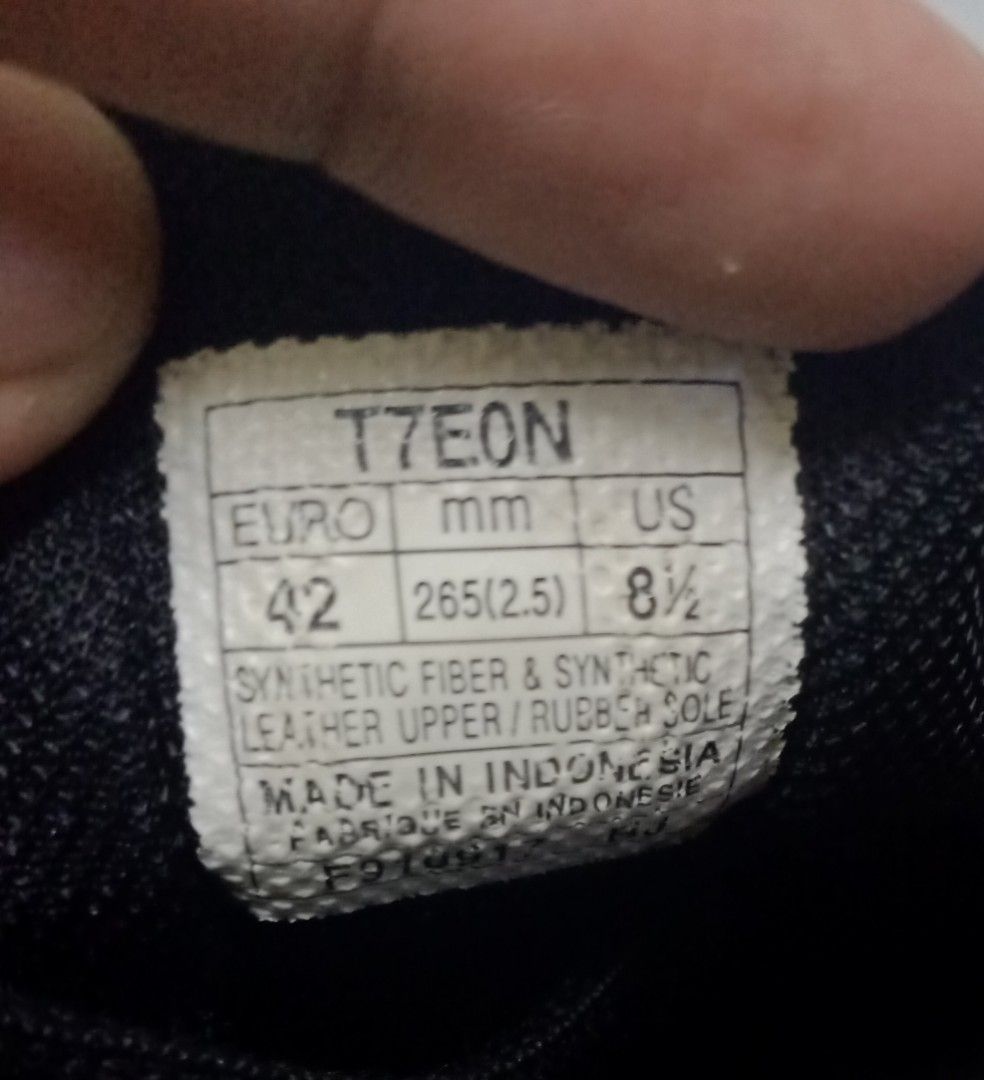 T7E0N
EURO mm US
42 265(2.5) 8½
SYNTHETIC FIBER & SYNTHETIC
LEATHER UPPER / RUBBER SOLE
MADE IN INDONESIA
FABRIQUE EN INDONESIE